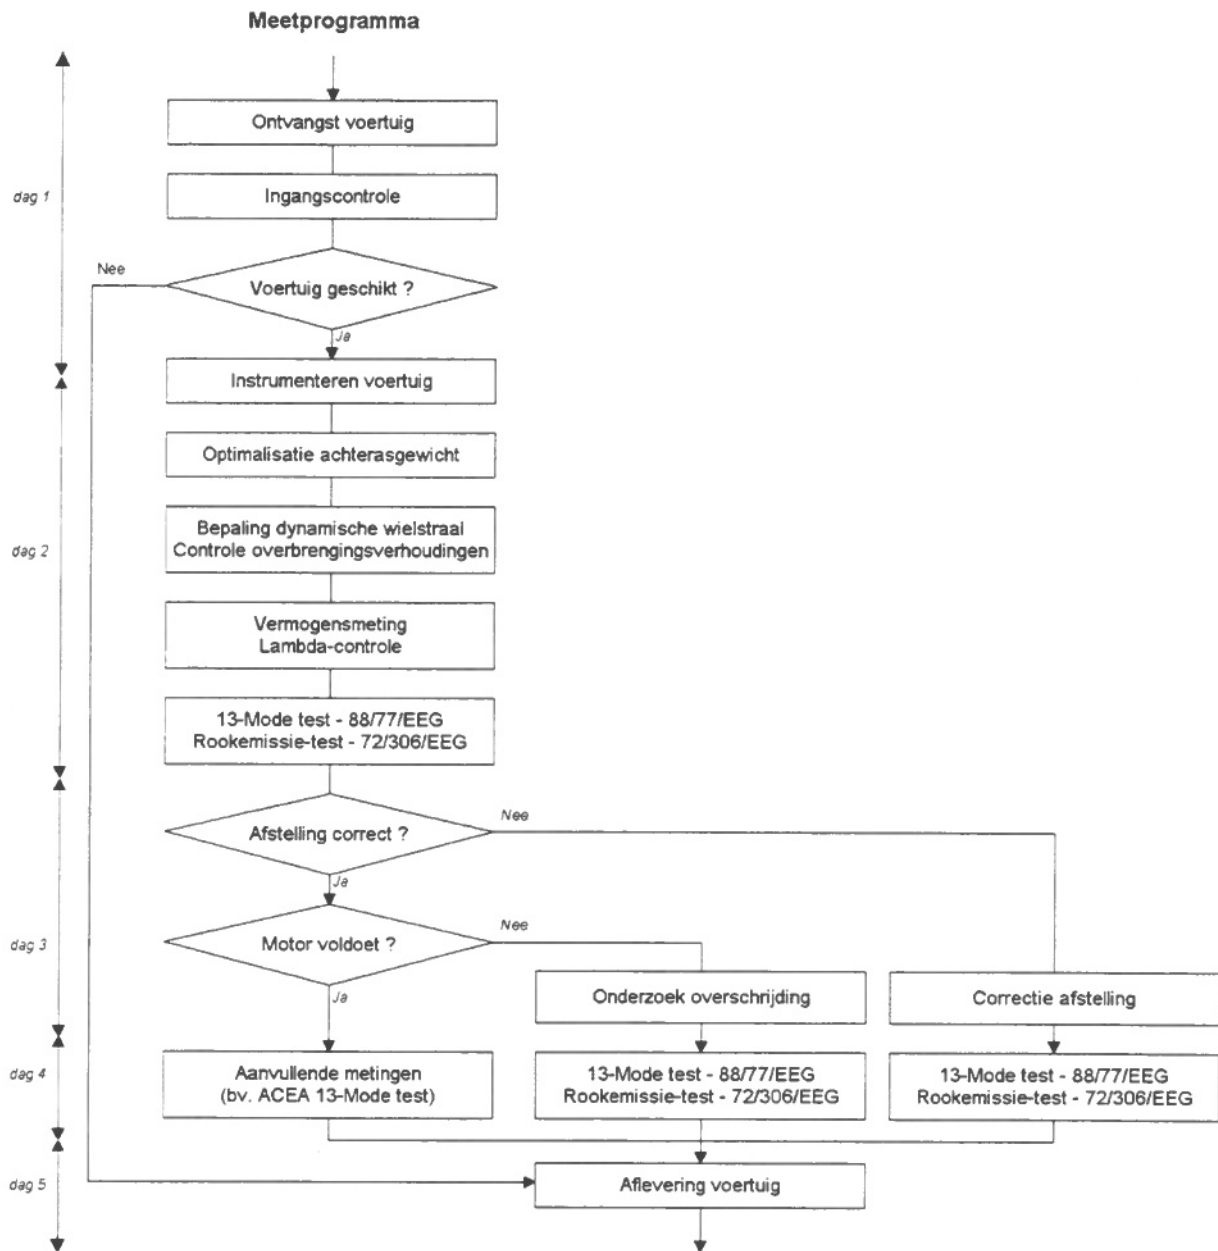 Meetprogramma
Ontvangst voertuig
dag 1
Ingangscontrole
Nee
Voertuig geschikt ?
Ja
Instrumenteren voertuig
Optimalisatie achterasgewicht
dag 2
Bepaling dynamische wielstraal
Controle overbrengingsverhoudingen
Vermogensmeting
Lambda-controle
13-Mode test - 88/77/EEG
Rookemissie-test - 72/306/EEG
Afstelling correct ?
Nee
Ja
dag 3
Motor voldoet ?
Nee
Ja
Onderzoek overschrijding
Correctie afstelling
dag 4
Aanvullende metingen
(bv. ACEA 13-Mode test)
13-Mode test - 88/77/EEG
Rookemissie-test - 72/306/EEG
13-Mode test - 88/77/EEG
Rookemissie-test - 72/306/EEG
dag 5
Aflevering voertuig